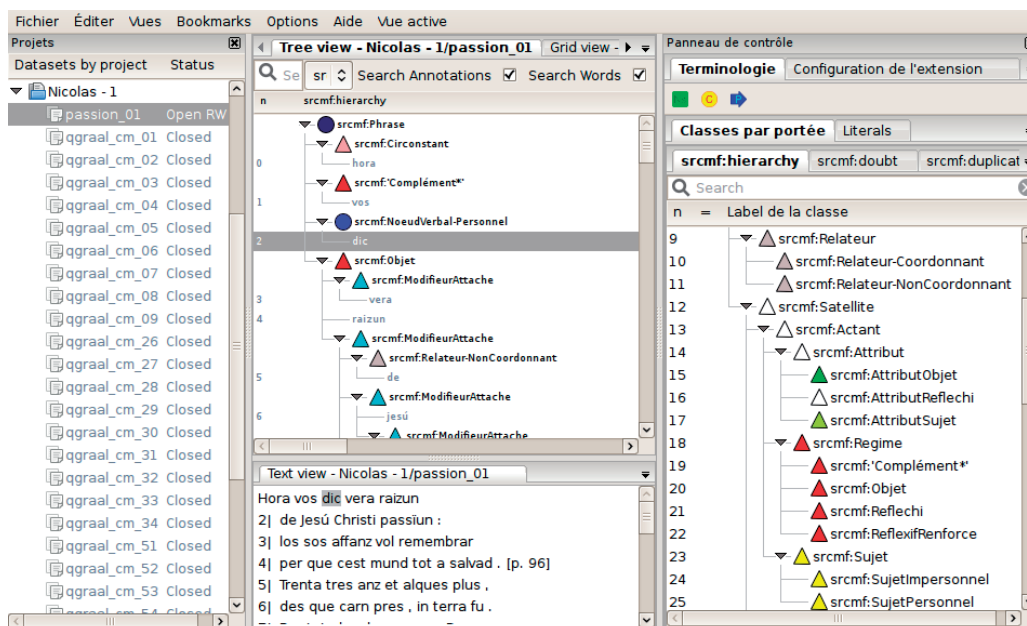 Fichier Éditer Vues Bookmarks Options Aide Vue active
Projets
Datasets by project Status
Nicolas - 1
passion_01 Open RW
qgraal_cm_01 Closed
qgraal_cm_02 Closed
qgraal_cm_03 Closed
qgraal_cm_04 Closed
qgraal_cm_05 Closed
qgraal_cm_06 Closed
qgraal_cm_07 Closed
qgraal_cm_08 Closed
qgraal_cm_09 Closed
qgraal_cm_26 Closed
qgraal_cm_27 Closed
qgraal_cm_28 Closed
qgraal_cm_29 Closed
qgraal_cm_30 Closed
qgraal_cm_31 Closed
qgraal_cm_32 Closed
qgraal_cm_33 Closed
qgraal_cm_34 Closed
qgraal_cm_51 Closed
qgraal_cm_52 Closed
qgraal_cm_53 Closed
qgraal_cm_54 Closed
Tree view - Nicolas - 1/passion_01 Grid view -
Se sr Search Annotations Search Words
n srcmf:hierarchy
srcmf:Phrase
srcmf:Circonstant
0 hora
srcmf:'Complément*'
1 vos
srcmf:NoeudVerbal-Personnel
2 dic
srcmf:Objet
srcmf:ModifieurAttache
3 vera
4 raizun
srcmf:ModifieurAttache
srcmf:Relateur-NonCoordonnant
5 de
srcmf:ModifieurAttache
6 jesú
srcmf:ModifieurAttache
Text view - Nicolas - 1/passion_01
Hora vos dic vera raizun
2| de Jesú Christi passïun :
3| los sos affanz vol remembrar
4| per que cest mund tot a salvad . [p. 96]
5| Trenta tres anz et alques plus ,
6| des que carn pres , in terra fu .
Panneau de contrôle
Terminologie Configuration de l'extension
C P
Classes par portée Literals
srcmf:hierarchy srcmf:doubt srcmf:duplicat
Search
n = Label de la classe
9 srcmf:Relateur
10 srcmf:Relateur-Coordonnant
11 srcmf:Relateur-NonCoordonnant
12 srcmf:Satellite
13 srcmf:Actant
14 srcmf:Attribut
15 srcmf:AttributObjet
16 srcmf:AttributReflechi
17 srcmf:AttributSujet
18 srcmf:Regime
19 srcmf:'Complément*'
20 srcmf:Objet
21 srcmf:Reflechi
22 srcmf:ReflexifRenforce
23 srcmf:Sujet
24 srcmf:SujetImpersonnel
25 srcmf:SujetPersonnel